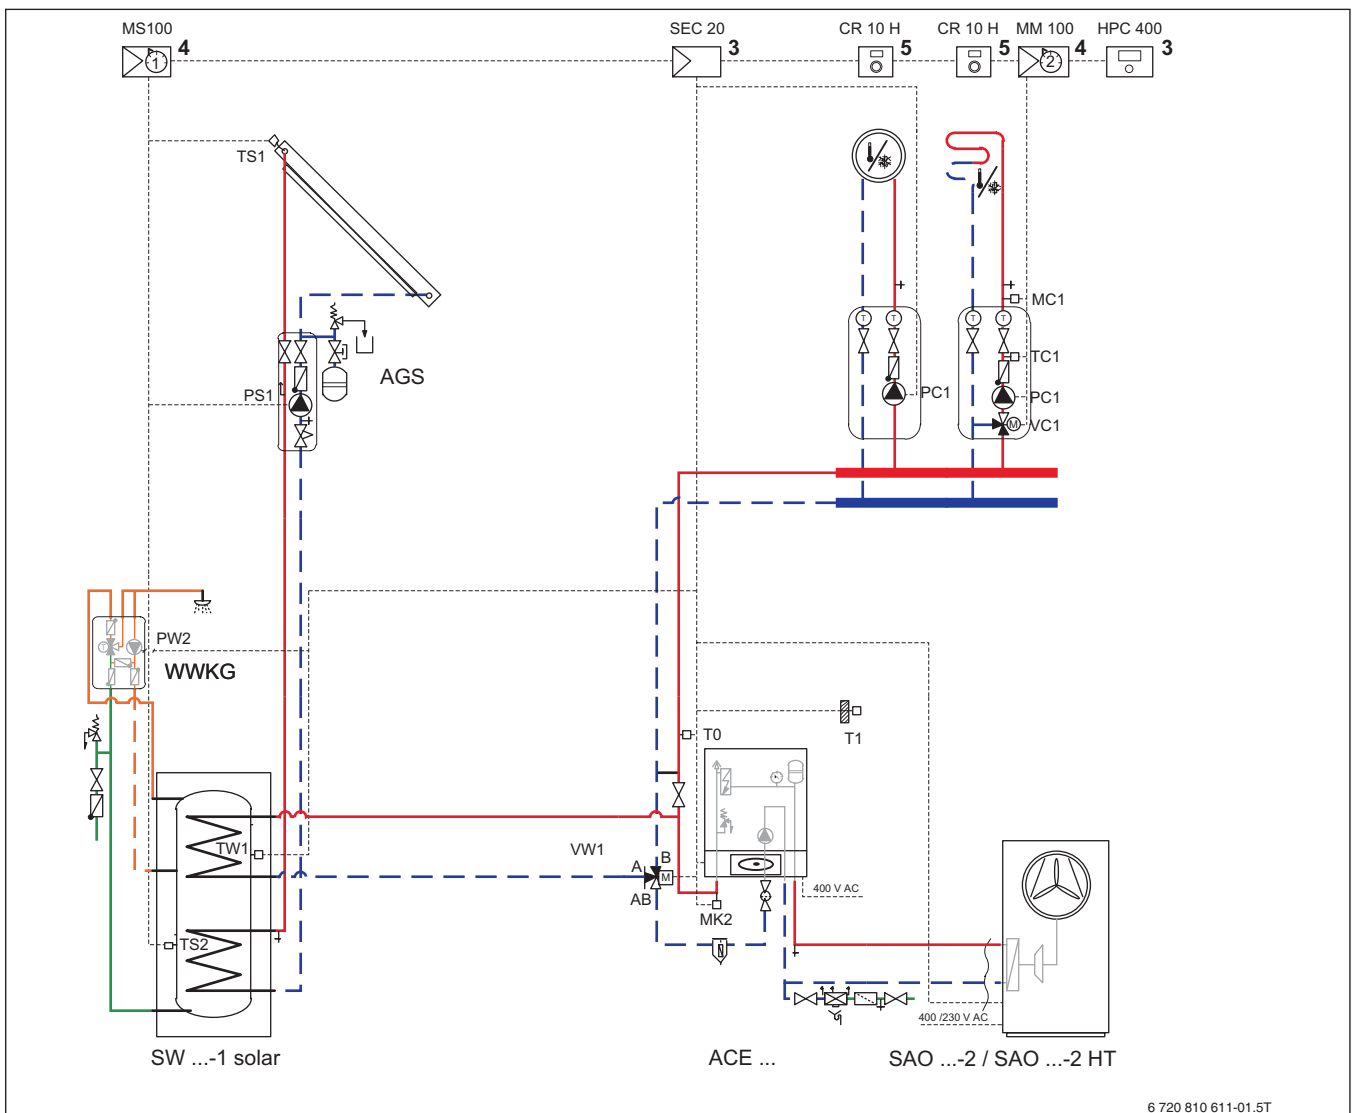 MS100
SEC 20
CR 10 H
CR 10 H
MM 100
HPC 400
4
3
5
5
4
3
1
2
TS1
MC1
T
T
T
T
AGS
TC1
PS1
PC1
PC1
M
VC1
PW2
T
WWKG
T0
T1
TW1
VW1
A
B
M
AB
400 V AC
MK2
TS2
400 /230 V AC
SW ...-1 solar
ACE ...
SAO ...-2 / SAO ...-2 HT
6 720 810 611-01.5T